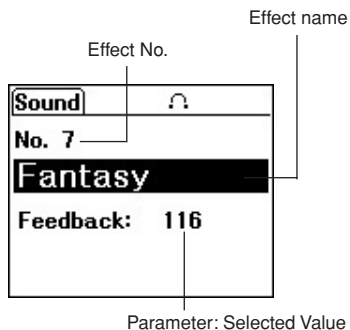 Effect name
Effect No.
Sound
No. 7
Fantasy
Feedback: 116
Parameter: Selected Value